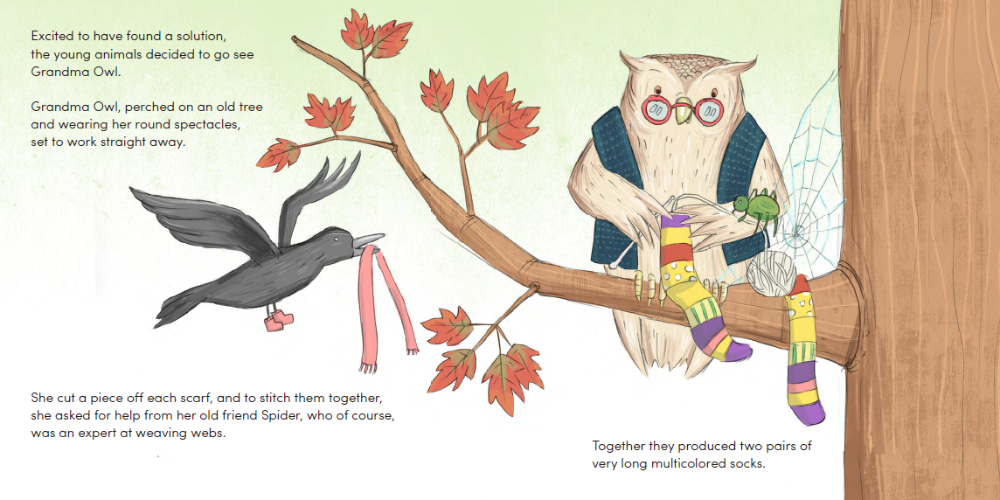 Excited to have found a solution,
the young animals decided to go see
Grandma Owl.
Grandma Owl, perched on an old tree
and wearing her round spectacles,
set to work straight away.
She cut a piece off each scarf, and to stitch them together,
she asked for help from her old friend Spider, who of course,
was an expert at weaving webs.
Together they produced two pairs of
very long multicolored socks.